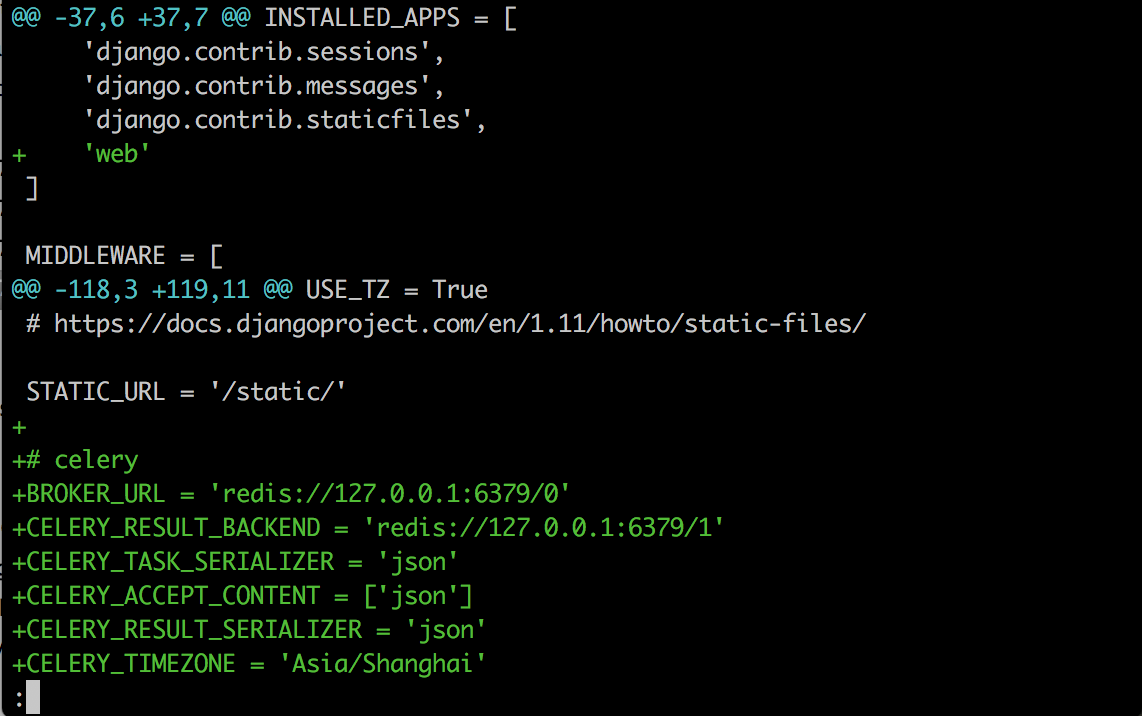 @@ -37,6 +37,7 @@ INSTALLED_APPS = [
     'django.contrib.sessions',
     'django.contrib.messages',
     'django.contrib.staticfiles',
+    'web'
 ]

 MIDDLEWARE = [
@@ -118,3 +119,11 @@ USE_TZ = True
 # https://docs.djangoproject.com/en/1.11/howto/static-files/

 STATIC_URL = '/static/'
+
+# celery
+BROKER_URL = 'redis://127.0.0.1:6379/0'
+CELERY_RESULT_BACKEND = 'redis://127.0.0.1:6379/1'
+CELERY_TASK_SERIALIZER = 'json'
+CELERY_ACCEPT_CONTENT = ['json']
+CELERY_RESULT_SERIALIZER = 'json'
+CELERY_TIMEZONE = 'Asia/Shanghai'
: